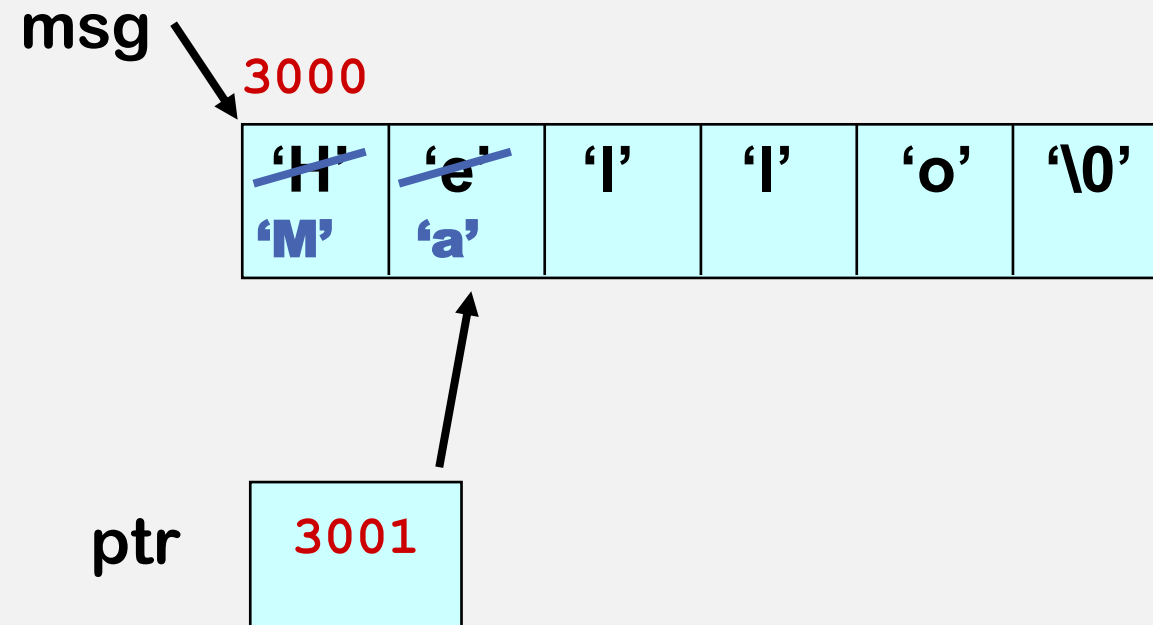 msg
3000
‘H’ ‘e’ ‘l’ ‘l’ ‘o’ ‘\0’
‘M’ ‘a’
ptr
3001